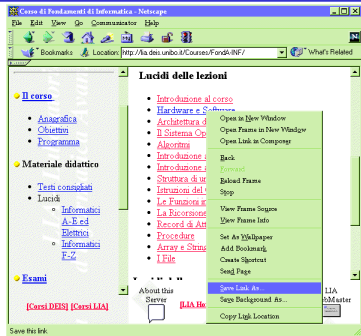 Corso di Fondamenti di Informatica - Netscape
File Edit View Go Communicator Help
Bookmarks Location: http://lia.deis.unibo.it/Courses/FondA-INF/ What's Related
Il corso
Anagrafica
Obiettivi
Programma
Materiale didattico
Testi consigliati
Lucidi
Informatici
A-E ed
Elettrici
Informatici
F-Z
Esami
[Corsi DEIS] [Corsi LIA]
Lucidi delle lezioni
Introduzione al corso
Hardware e Software
Architettura d
Il Sistema Op
Algoritmi
Introduzione a
Introduzione a
Struttura di un
Istruzioni del C
Le Funzioni in
La Ricorsione
Record di Att
Procedure
Array e String
I File
About this
Server
[LIA Ho
LIA
bMaster
Open in New Window
Open Frame in New Window
Open Link in Composer
Back
Forward
Reload Frame
Stop
View Frame Source
View Frame Info
Set As Wallpaper
Add Bookmark
Create Shortcut
Send Page
Save Link As...
Save Background As...
Copy Link Location
Save this link